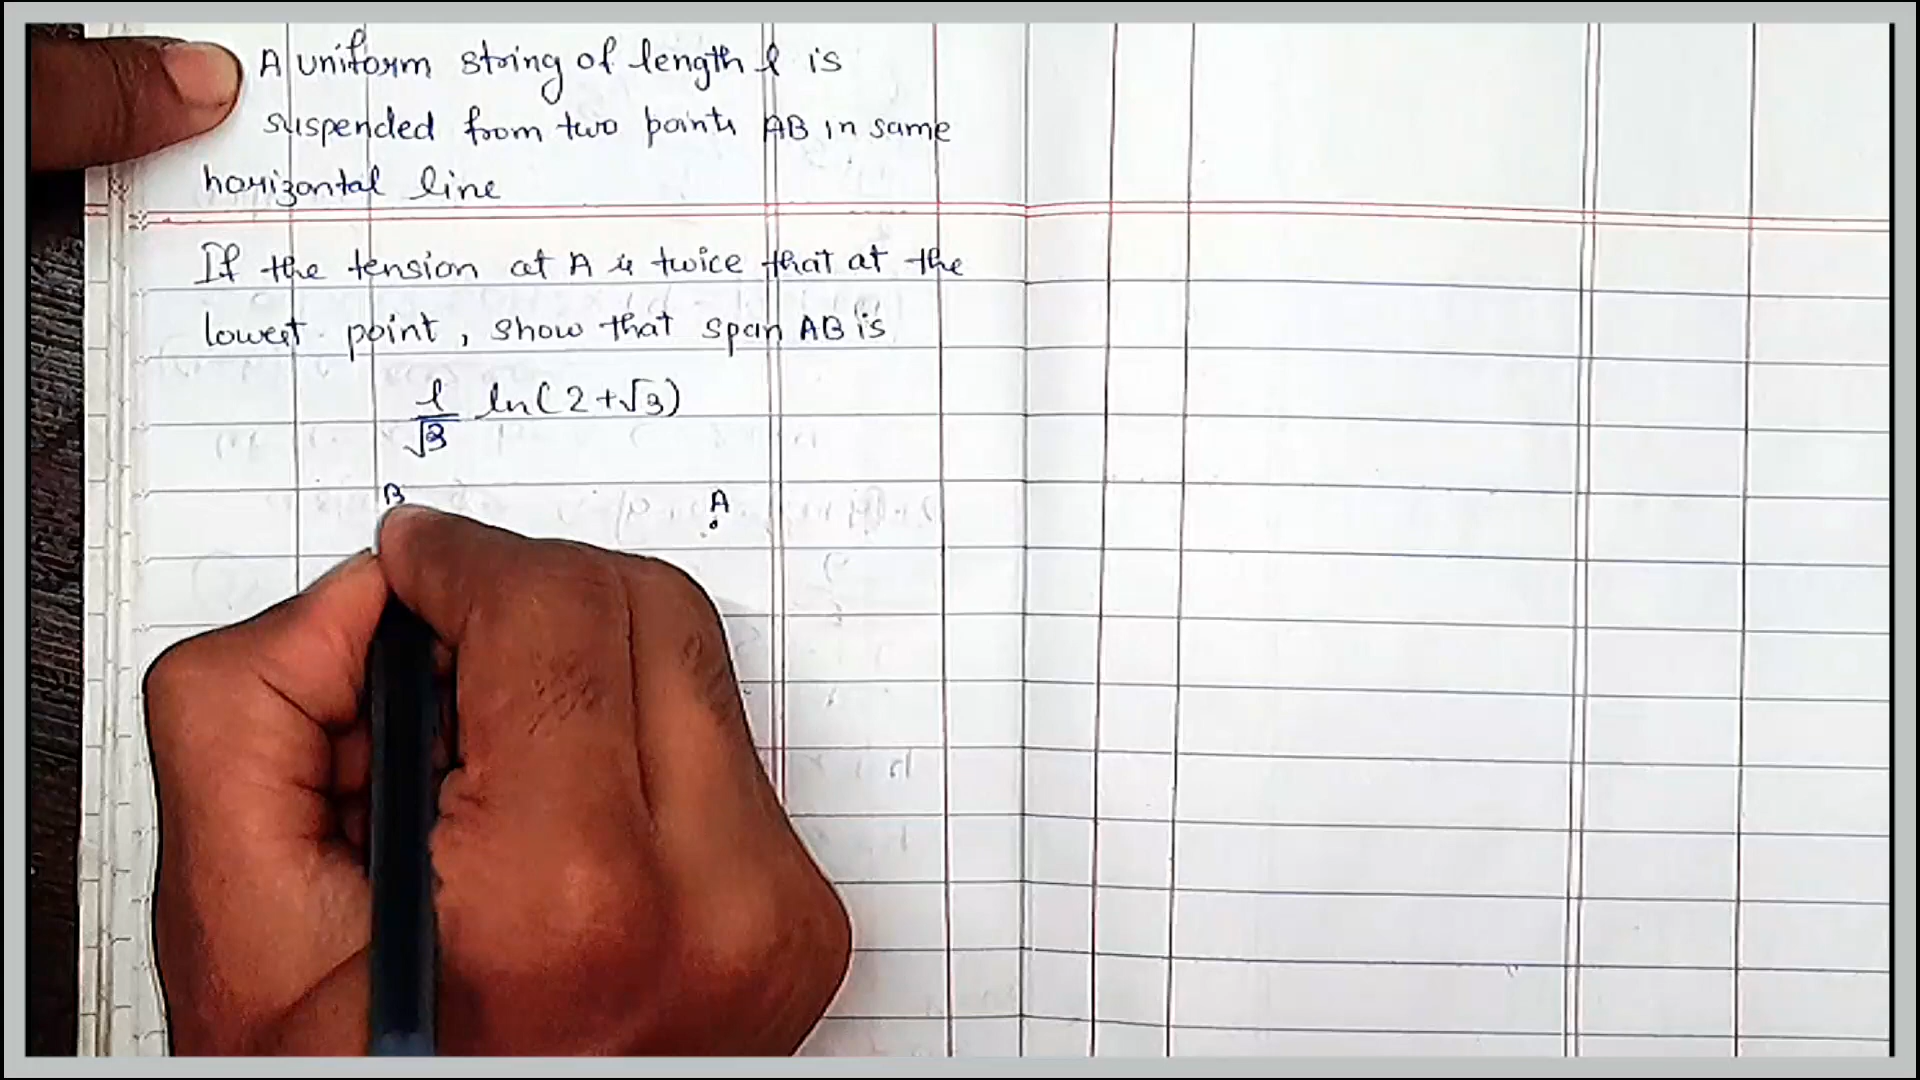 A uniform string of length l is
suspended from two points AB in same
horizontal line
If the tension at A is twice that at the
lowest point, show that span AB is
l/√3 ln(2+√3)
B A